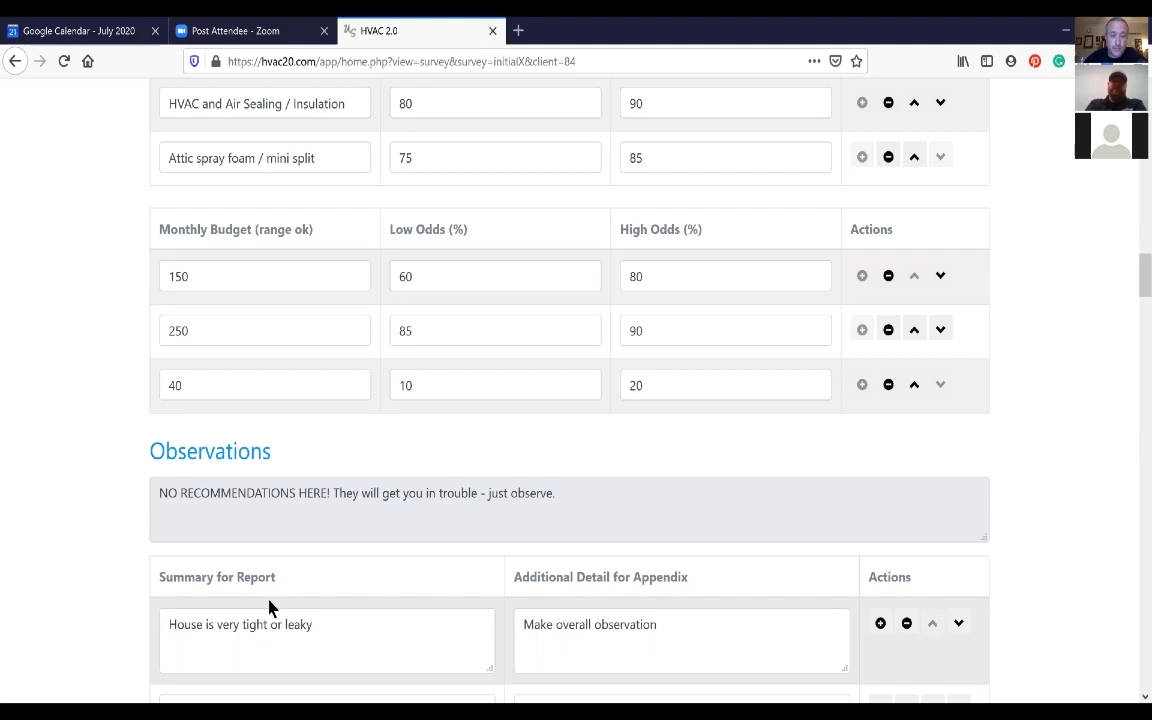 Google Calendar - July 2020
Post Attendee - Zoom
HVAC 2.0
https://hvac20.com/app/home.php?view=survey&survey=initialX&client=84
HVAC and Air Sealing / Insulation 80 90
Attic spray foam / mini split 75 85
Monthly Budget (range ok) Low Odds (%) High Odds (%) Actions
150 60 80
250 85 90
40 10 20
Observations
NO RECOMMENDATIONS HERE! They will get you in trouble - just observe.
Summary for Report Additional Detail for Appendix Actions
House is very tight or leaky Make overall observation